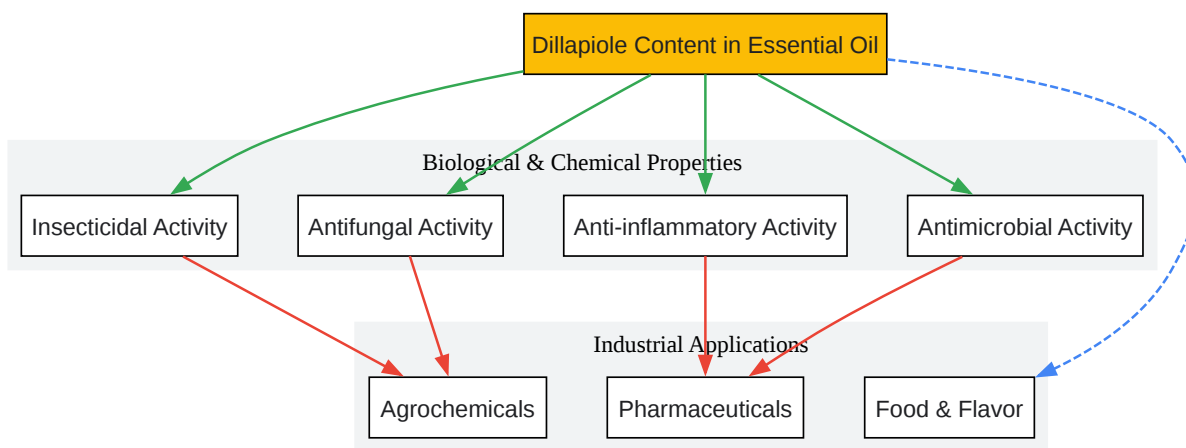 Dillapiole Content in Essential Oil
Biological & Chemical Properties
Insecticidal Activity
Antifungal Activity
Anti-inflammatory Activity
Antimicrobial Activity
Industrial Applications
Agrochemicals
Pharmaceuticals
Food & Flavor